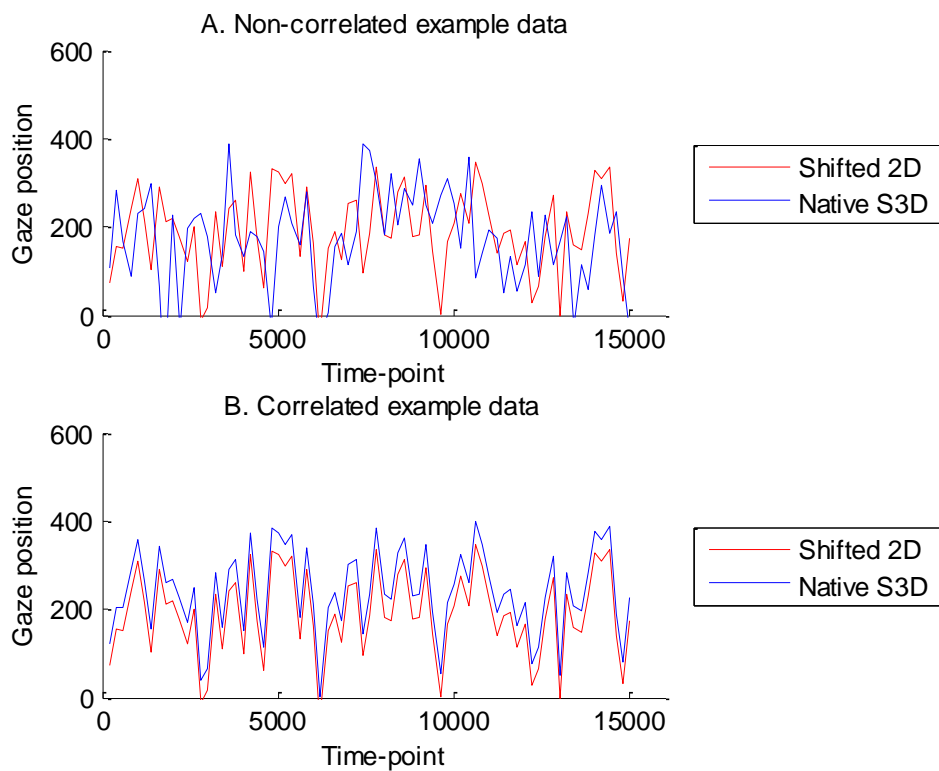 A. Non-correlated example data
600
400
200
0
Gaze position
0 5000 10000 15000
Time-point
Shifted 2D
Native S3D
B. Correlated example data
600
400
200
0
Gaze position
0 5000 10000 15000
Time-point
Shifted 2D
Native S3D